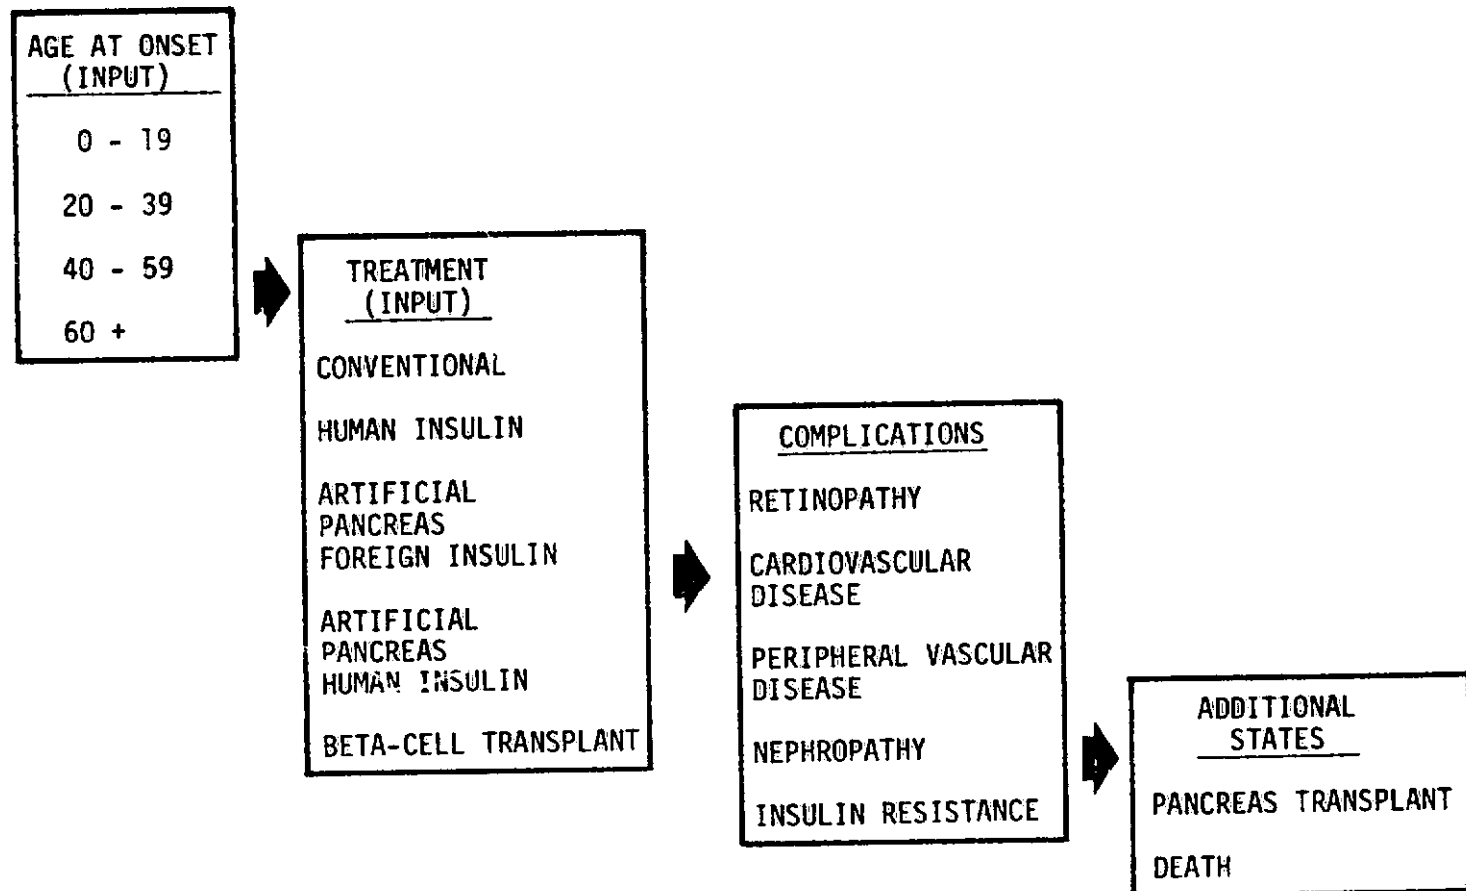 AGE AT ONSET
(INPUT)
0 - 19
20 - 39
40 - 59
60 +
TREATMENT
(INPUT)
CONVENTIONAL
HUMAN INSULIN
ARTIFICIAL
PANCREAS
FOREIGN INSULIN
ARTIFICIAL
PANCREAS
HUMAN INSULIN
BETA-CELL TRANSPLANT
COMPLICATIONS
RETINOPATHY
CARDIOVASCULAR
DISEASE
PERIPHERAL VASCULAR
DISEASE
NEPHROPATHY
INSULIN RESISTANCE
ADDITIONAL
STATES
PANCREAS TRANSPLANT
DEATH